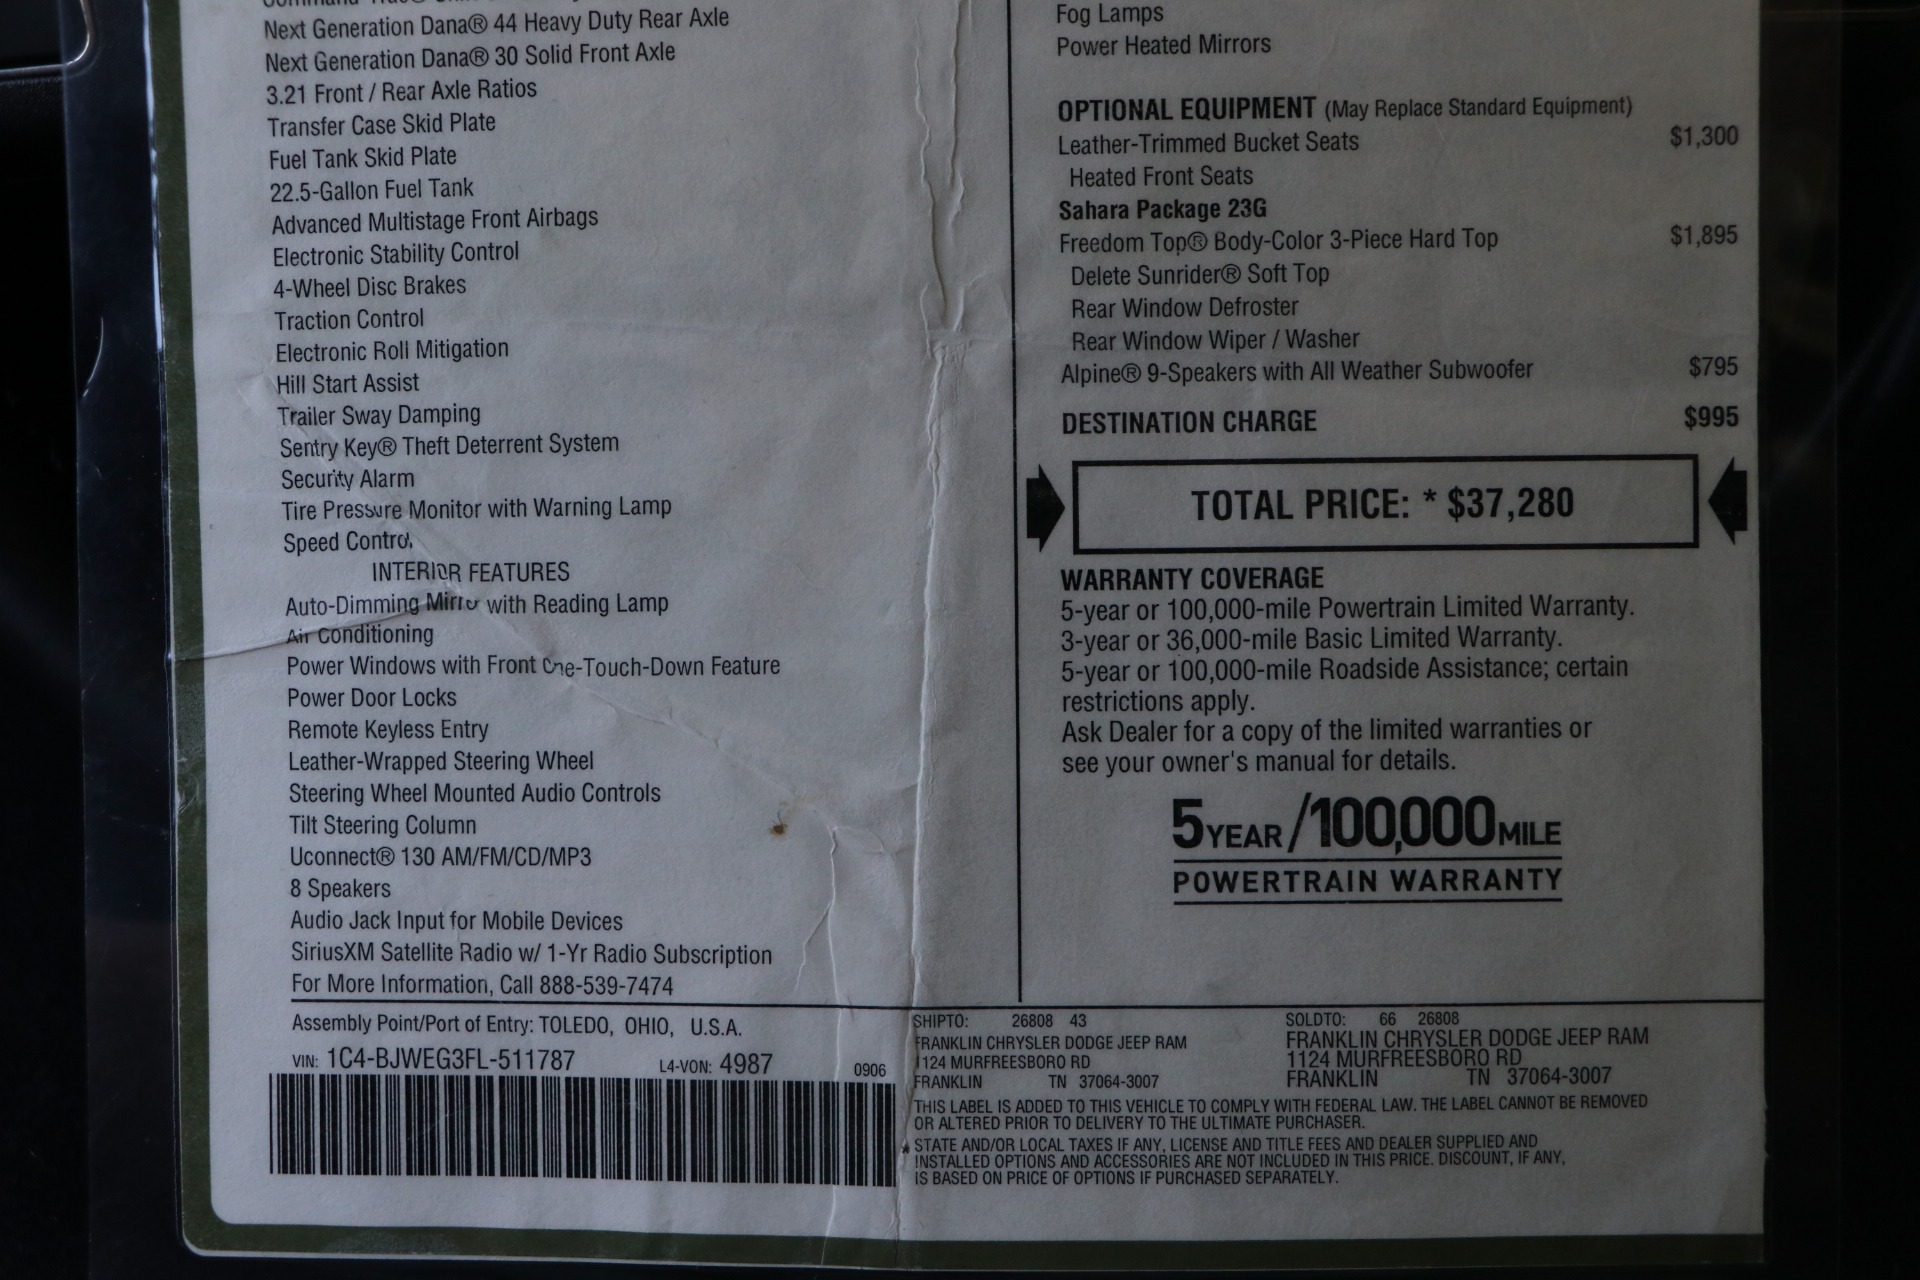 Next Generation Dana® 44 Heavy Duty Rear Axle
Next Generation Dana® 30 Solid Front Axle
3.21 Front / Rear Axle Ratios
Transfer Case Skid Plate
Fuel Tank Skid Plate
22.5-Gallon Fuel Tank
Advanced Multistage Front Airbags
Electronic Stability Control
4-Wheel Disc Brakes
Traction Control
Electronic Roll Mitigation
Hill Start Assist
Trailer Sway Damping
Sentry Key® Theft Deterrent System
Security Alarm
Tire Pressure Monitor with Warning Lamp
Speed Control
INTERIOR FEATURES
Auto-Dimming Mirro with Reading Lamp
Air Conditioning
Power Windows with Front One-Touch-Down Feature
Power Door Locks
Remote Keyless Entry
Leather-Wrapped Steering Wheel
Steering Wheel Mounted Audio Controls
Tilt Steering Column
Uconnect® 130 AM/FM/CD/MP3
8 Speakers
Audio Jack Input for Mobile Devices
SiriusXM Satellite Radio w/ 1-Yr Radio Subscription
For More Information, Call 888-539-7474
Fog Lamps
Power Heated Mirrors
OPTIONAL EQUIPMENT (May Replace Standard Equipment)
Leather-Trimmed Bucket Seats $1,300
Heated Front Seats
Sahara Package 23G
Freedom Top® Body-Color 3-Piece Hard Top $1,895
Delete Sunrider® Soft Top
Rear Window Defroster
Rear Window Wiper / Washer
Alpine® 9-Speakers with All Weather Subwoofer $795
DESTINATION CHARGE $995
TOTAL PRICE: * $37,280
WARRANTY COVERAGE
5-year or 100,000-mile Powertrain Limited Warranty.
3-year or 36,000-mile Basic Limited Warranty.
5-year or 100,000-mile Roadside Assistance; certain
restrictions apply.
Ask Dealer for a copy of the limited warranties or
see your owner's manual for details.
5 YEAR/100,000 MILE
POWERTRAIN WARRANTY
Assembly Point/Port of Entry: TOLEDO, OHIO, U.S.A.
VIN: 1C4-BJWEG3FL-511787 L4-VON: 4987 0906
SHIPTO: 26808 43
FRANKLIN CHRYSLER DODGE JEEP RAM
1124 MURFREESBORO RD
FRANKLIN TN 37064-3007
SOLDTO: 66 26808
FRANKLIN CHRYSLER DODGE JEEP RAM
1124 MURFREESBORO RD
FRANKLIN TN 37064-3007
THIS LABEL IS ADDED TO THIS VEHICLE TO COMPLY WITH FEDERAL LAW. THE LABEL CANNOT BE REMOVED
OR ALTERED PRIOR TO DELIVERY TO THE ULTIMATE PURCHASER.
* STATE AND/OR LOCAL TAXES IF ANY, LICENSE AND TITLE FEES AND DEALER SUPPLIED AND
INSTALLED OPTIONS AND ACCESSORIES ARE NOT INCLUDED IN THIS PRICE. DISCOUNT, IF ANY,
IS BASED ON PRICE OF OPTIONS IF PURCHASED SEPARATELY.